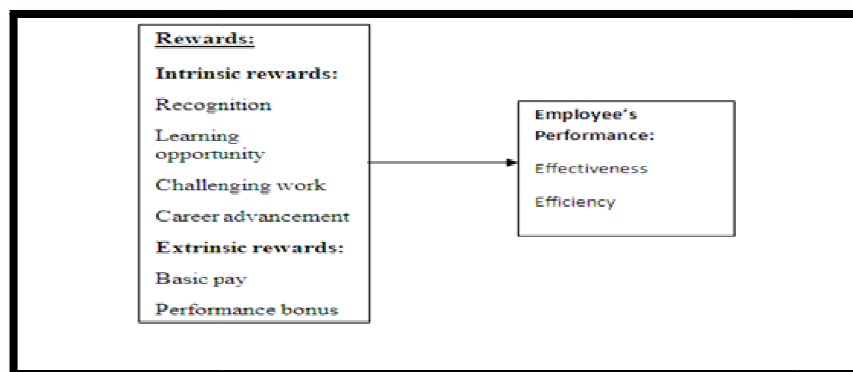 Rewards:
Intrinsic rewards:
Recognition
Learning
opportunity
Challenging work
Career advancement
Extrinsic rewards:
Basic pay
Performance bonus
Employee's
Performance:
Effectiveness
Efficiency